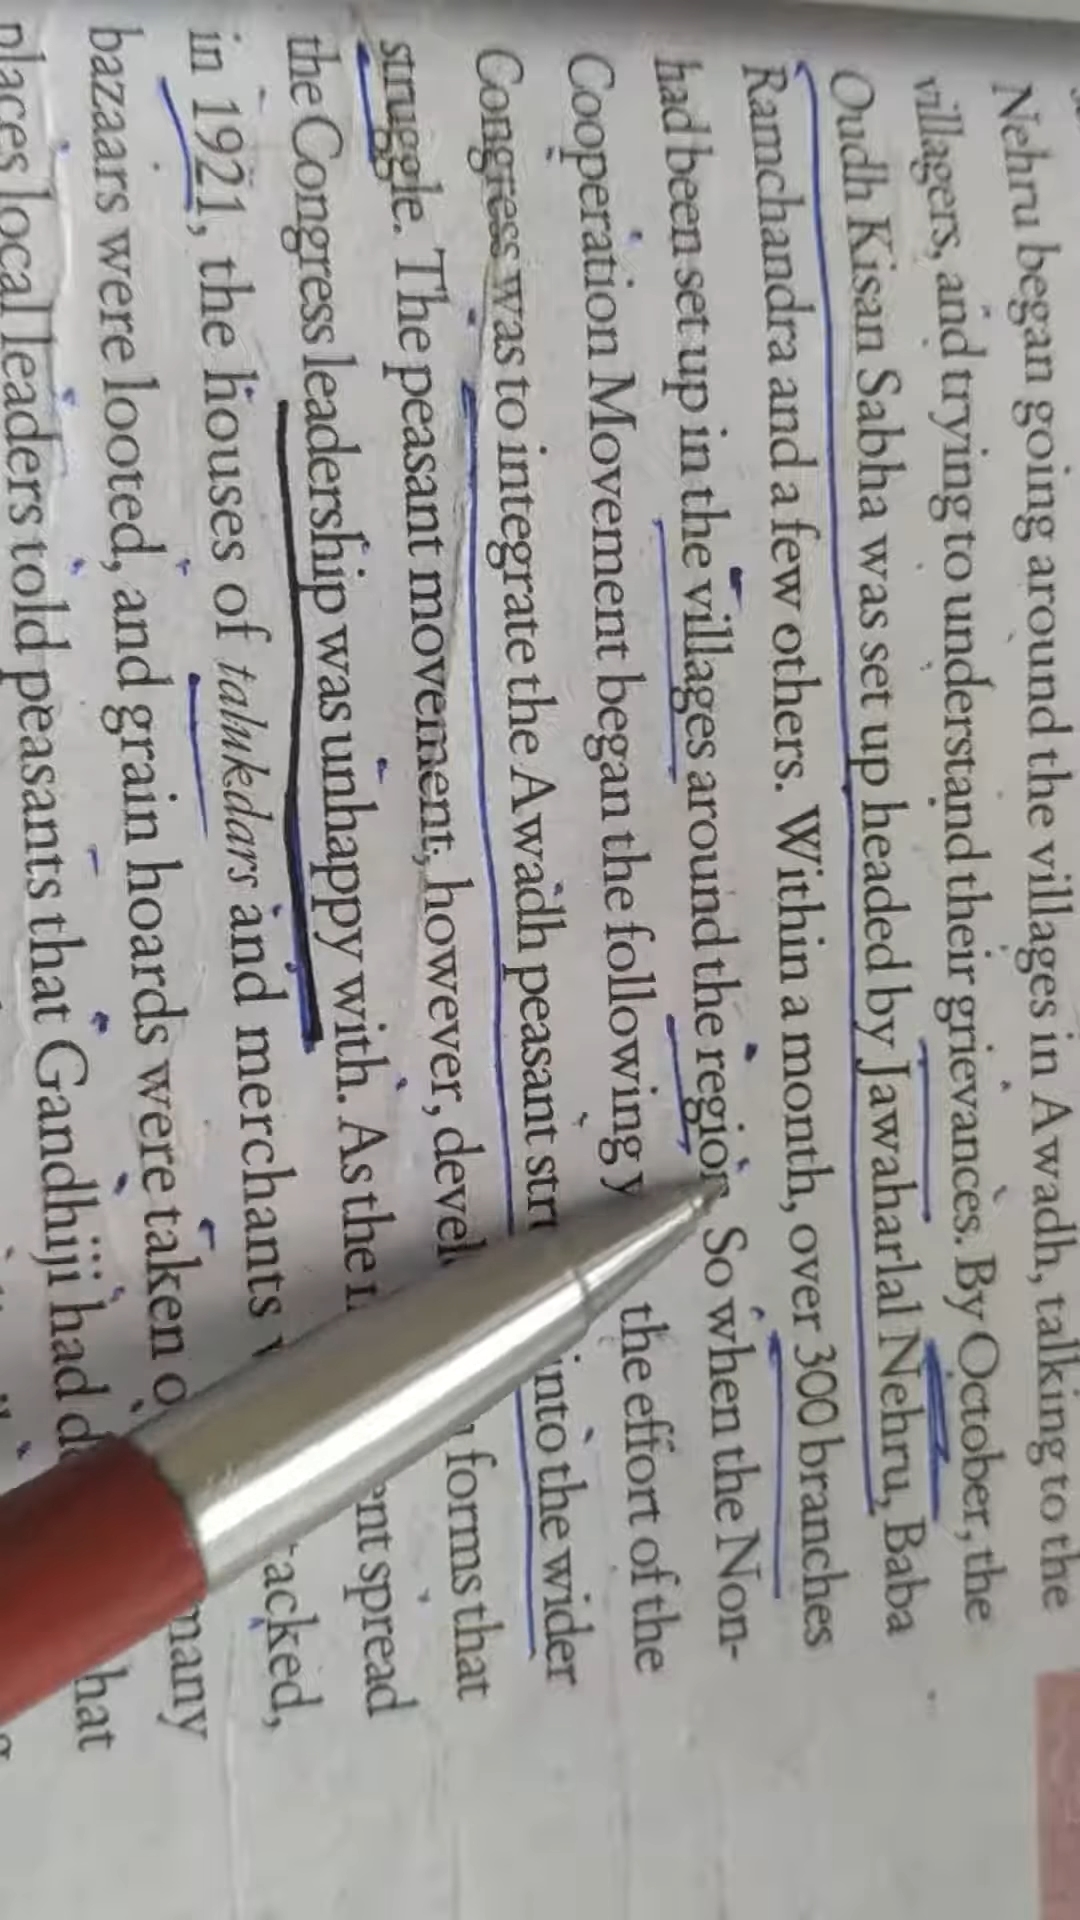 Nehru began going around the villages in Awadh, talking to the
villagers, and trying to understand their grievances. By October, the
Oudh Kisan Sabha was set up headed by Jawaharlal Nehru, Baba
Ramchandra and a few others. Within a month, over 300 branches
had been set up in the villages around the region. So when the Non-
Cooperation Movement began the following the effort of the
Congress was to integrate the Awadh peasant into the wider
struggle. The peasant movement, however, forms that
the Congress leadership was unhappy with. As the spread
in 1921, the houses of talukdars and merchants
bazaars were looted, and grain hoards were taken many
places local leaders told peasants that Gandhiji had that